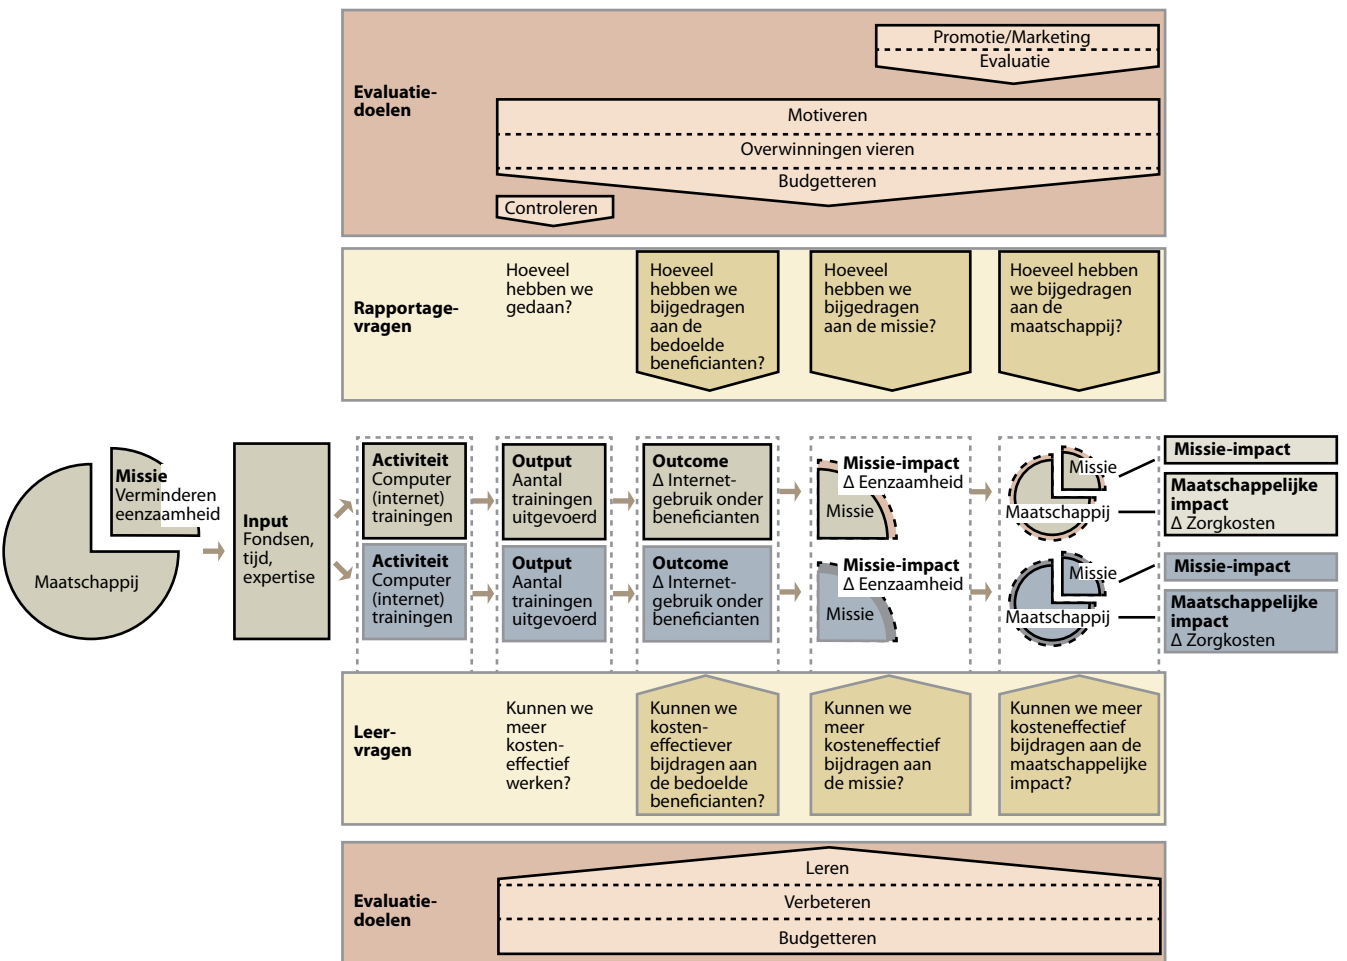 Promotie/Marketing
Evaluatie
Evaluatie-
doelen
Motiveren
Overwinningen vieren
Budgetteren
Controleren
Rapportage-
vragen
Hoeveel
hebben we
gedaan?
Hoeveel
hebben we
bijgedragen
aan de
bedoelde
beneficianten?
Hoeveel
hebben we
bijgedragen
aan de missie?
Hoeveel hebben
we bijgedragen
aan de
maatschappij?
Missie
Verminderen
eenzaamheid
Maatschappij
Input
Fondsen,
tijd,
expertise
Activiteit
Computer
(internet)
trainingen
Output
Aantal
trainingen
uitgevoerd
Outcome
Δ Internet-
gebruik onder
beneficianten
Missie-impact
Δ Eenzaamheid
Missie
Missie
Maatschappij
Missie-impact
Maatschappelijke
impact
Δ Zorgkosten
Activiteit
Computer
(internet)
trainingen
Output
Aantal
trainingen
uitgevoerd
Outcome
Δ Internet-
gebruik onder
beneficianten
Missie-impact
Δ Eenzaamheid
Missie
Missie
Maatschappij
Missie-impact
Maatschappelijke
impact
Δ Zorgkosten
Leer-
vragen
Kunnen we
meer
kosten-
effectief
werken?
Kunnen we
kosten-
effectiever
bijdragen aan
de bedoelde
beneficianten?
Kunnen we
meer
kosteneffectief
bijdragen aan
de missie?
Kunnen we meer
kosteneffectief
bijdragen aan de
maatschappelijke
impact?
Evaluatie-
doelen
Leren
Verbeteren
Budgetteren